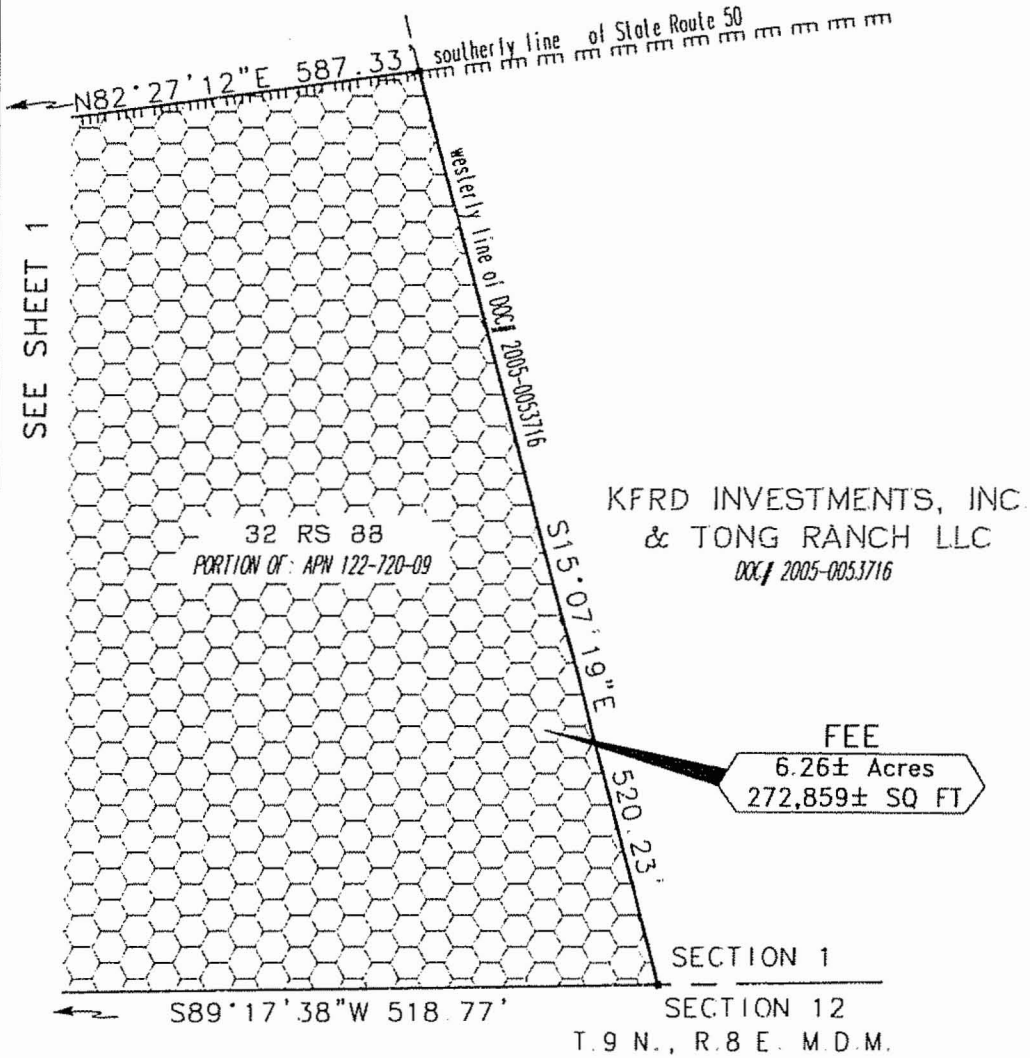 N82°27'12"E 587.33'
southerly line of State Route 50
SEE SHEET 1
westerly line of DOC# 2005-0053716
32 RS 88
PORTION OF: APN 122-720-09
KFRD INVESTMENTS, INC
& TONG RANCH LLC
DOC# 2005-0053716
S15°07'19"E 520.23'
FEE
6.26± Acres
272,859± SQ FT
SECTION 1
S89°17'38"W 518.77'
SECTION 12
T.9 N., R.8 E. M.D.M.